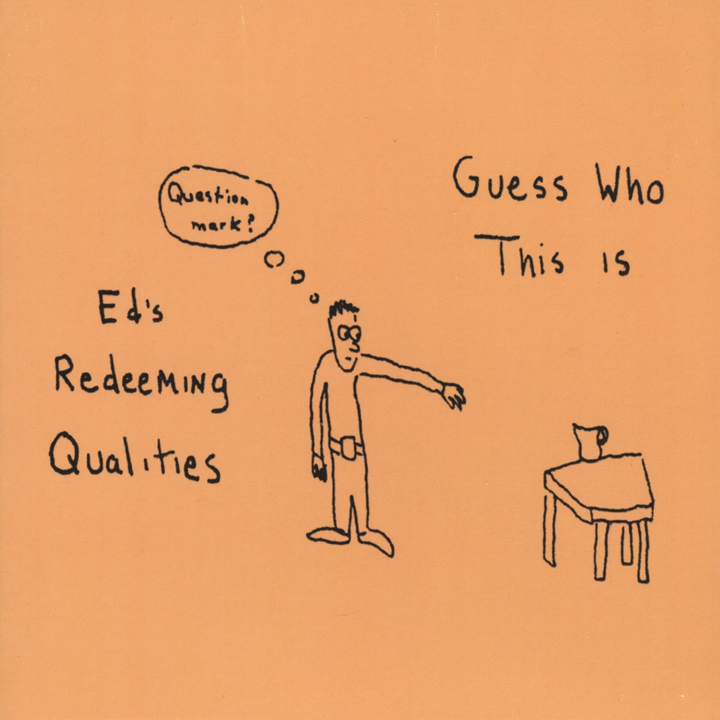 Question
mark?
Guess Who
This is
Ed's
Redeeming
Qualities